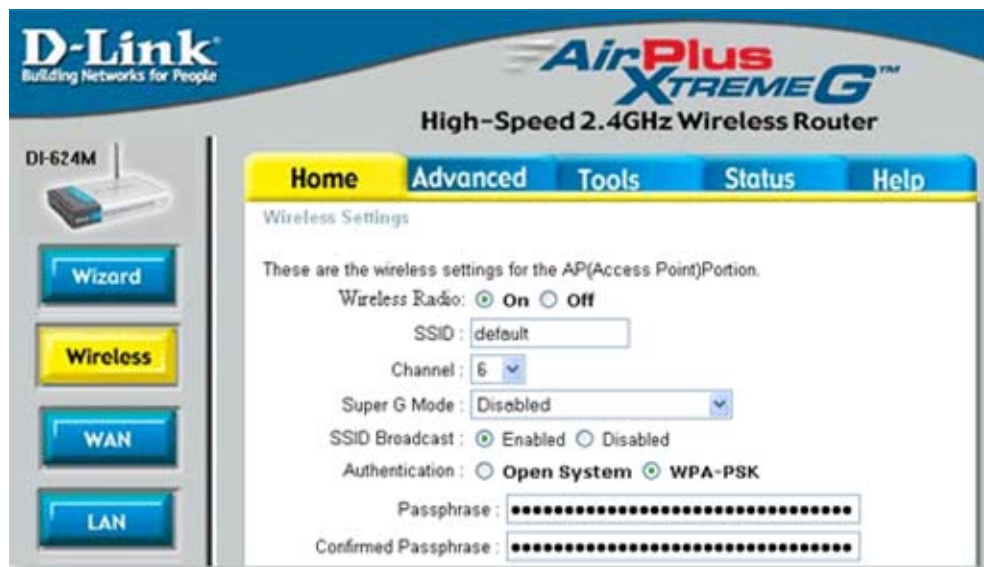 D-Link
Building Networks for People
AirPlus
XTREME G™
High-Speed 2.4GHz Wireless Router
DI-624M
Home Advanced Tools Status Help
Wizard
Wireless
WAN
LAN
Wireless Settings
These are the wireless settings for the AP(Access Point)Portion.
Wireless Radio: On Off
SSID : default
Channel : 6
Super G Mode : Disabled
SSID Broadcast : Enabled Disabled
Authentication : Open System WPA-PSK
Passphrase : ••••••••••••••••••••••••••••••••
Confirmed Passphrase : ••••••••••••••••••••••••••••••••